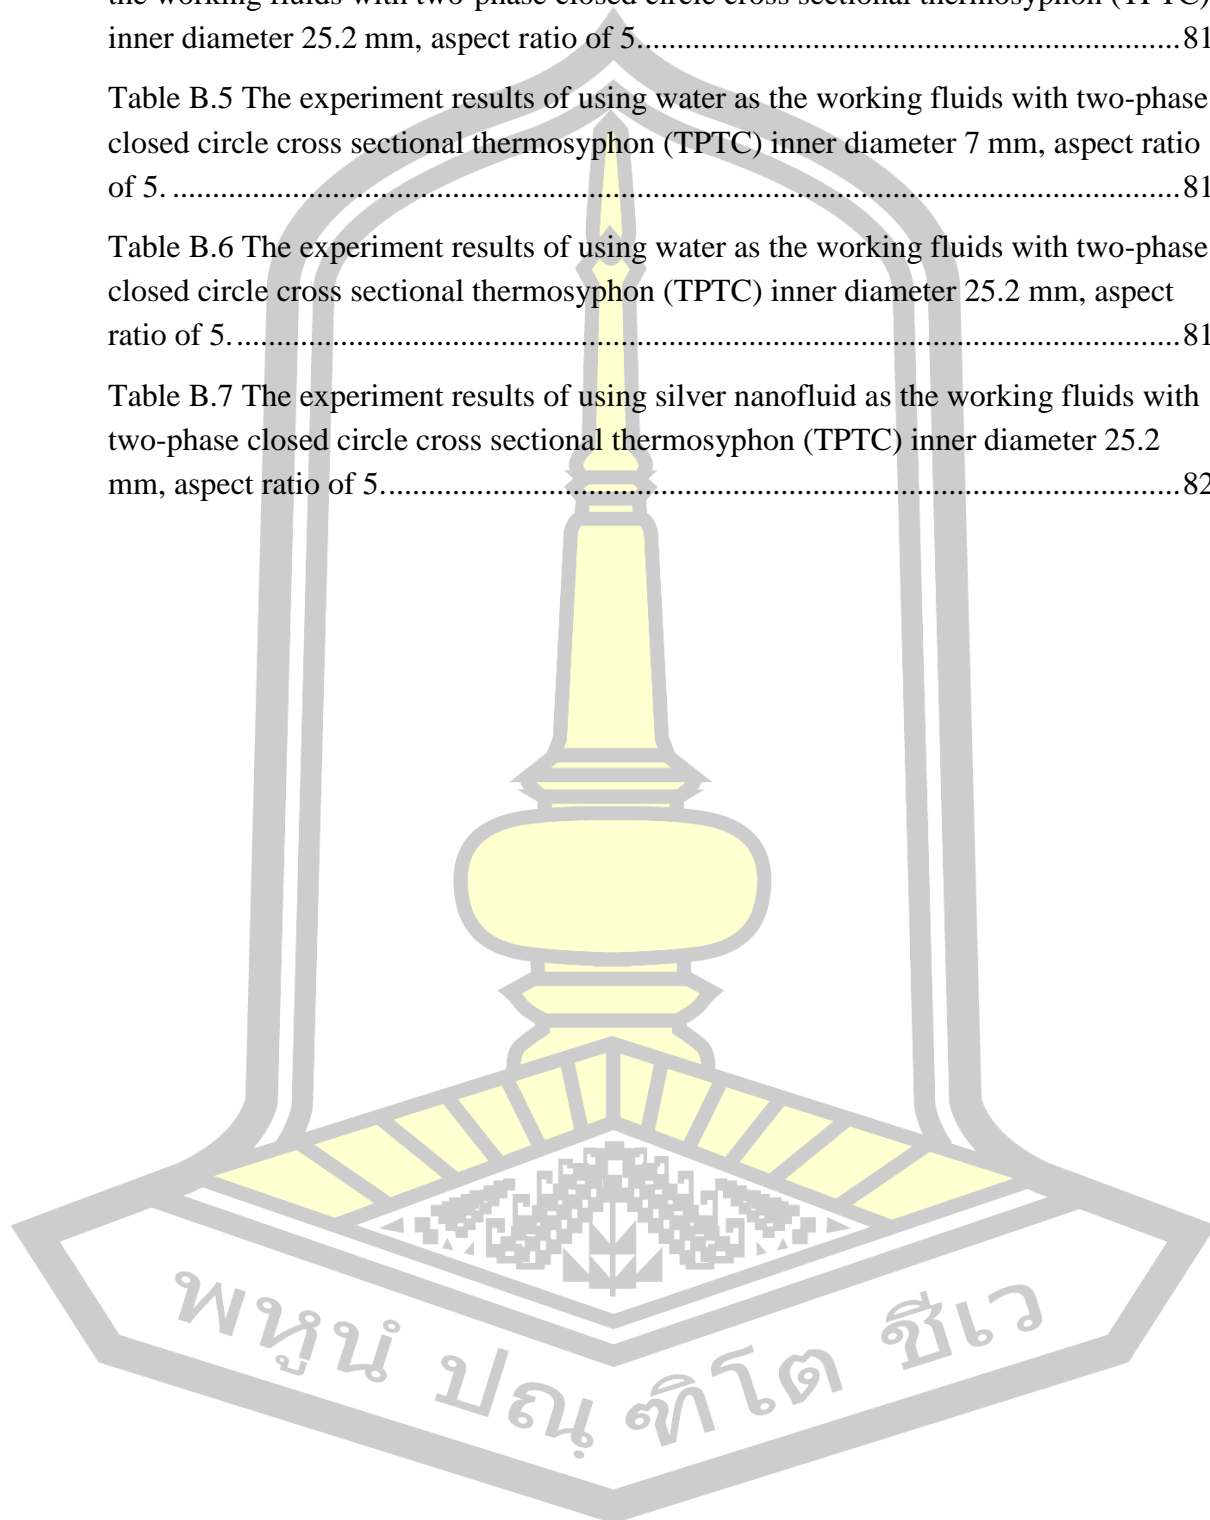 the working fluids with two-phase closed circle cross sectional thermosyphon (TPTC)
inner diameter 25.2 mm, aspect ratio of 5. 81
Table B.5 The experiment results of using water as the working fluids with two-phase
closed circle cross sectional thermosyphon (TPTC) inner diameter 7 mm, aspect ratio
of 5. 81
Table B.6 The experiment results of using water as the working fluids with two-phase
closed circle cross sectional thermosyphon (TPTC) inner diameter 25.2 mm, aspect
ratio of 5. 81
Table B.7 The experiment results of using silver nanofluid as the working fluids with
two-phase closed circle cross sectional thermosyphon (TPTC) inner diameter 25.2
mm, aspect ratio of 5. 82
พหูนํ ปณฺฑิโต ชีเว